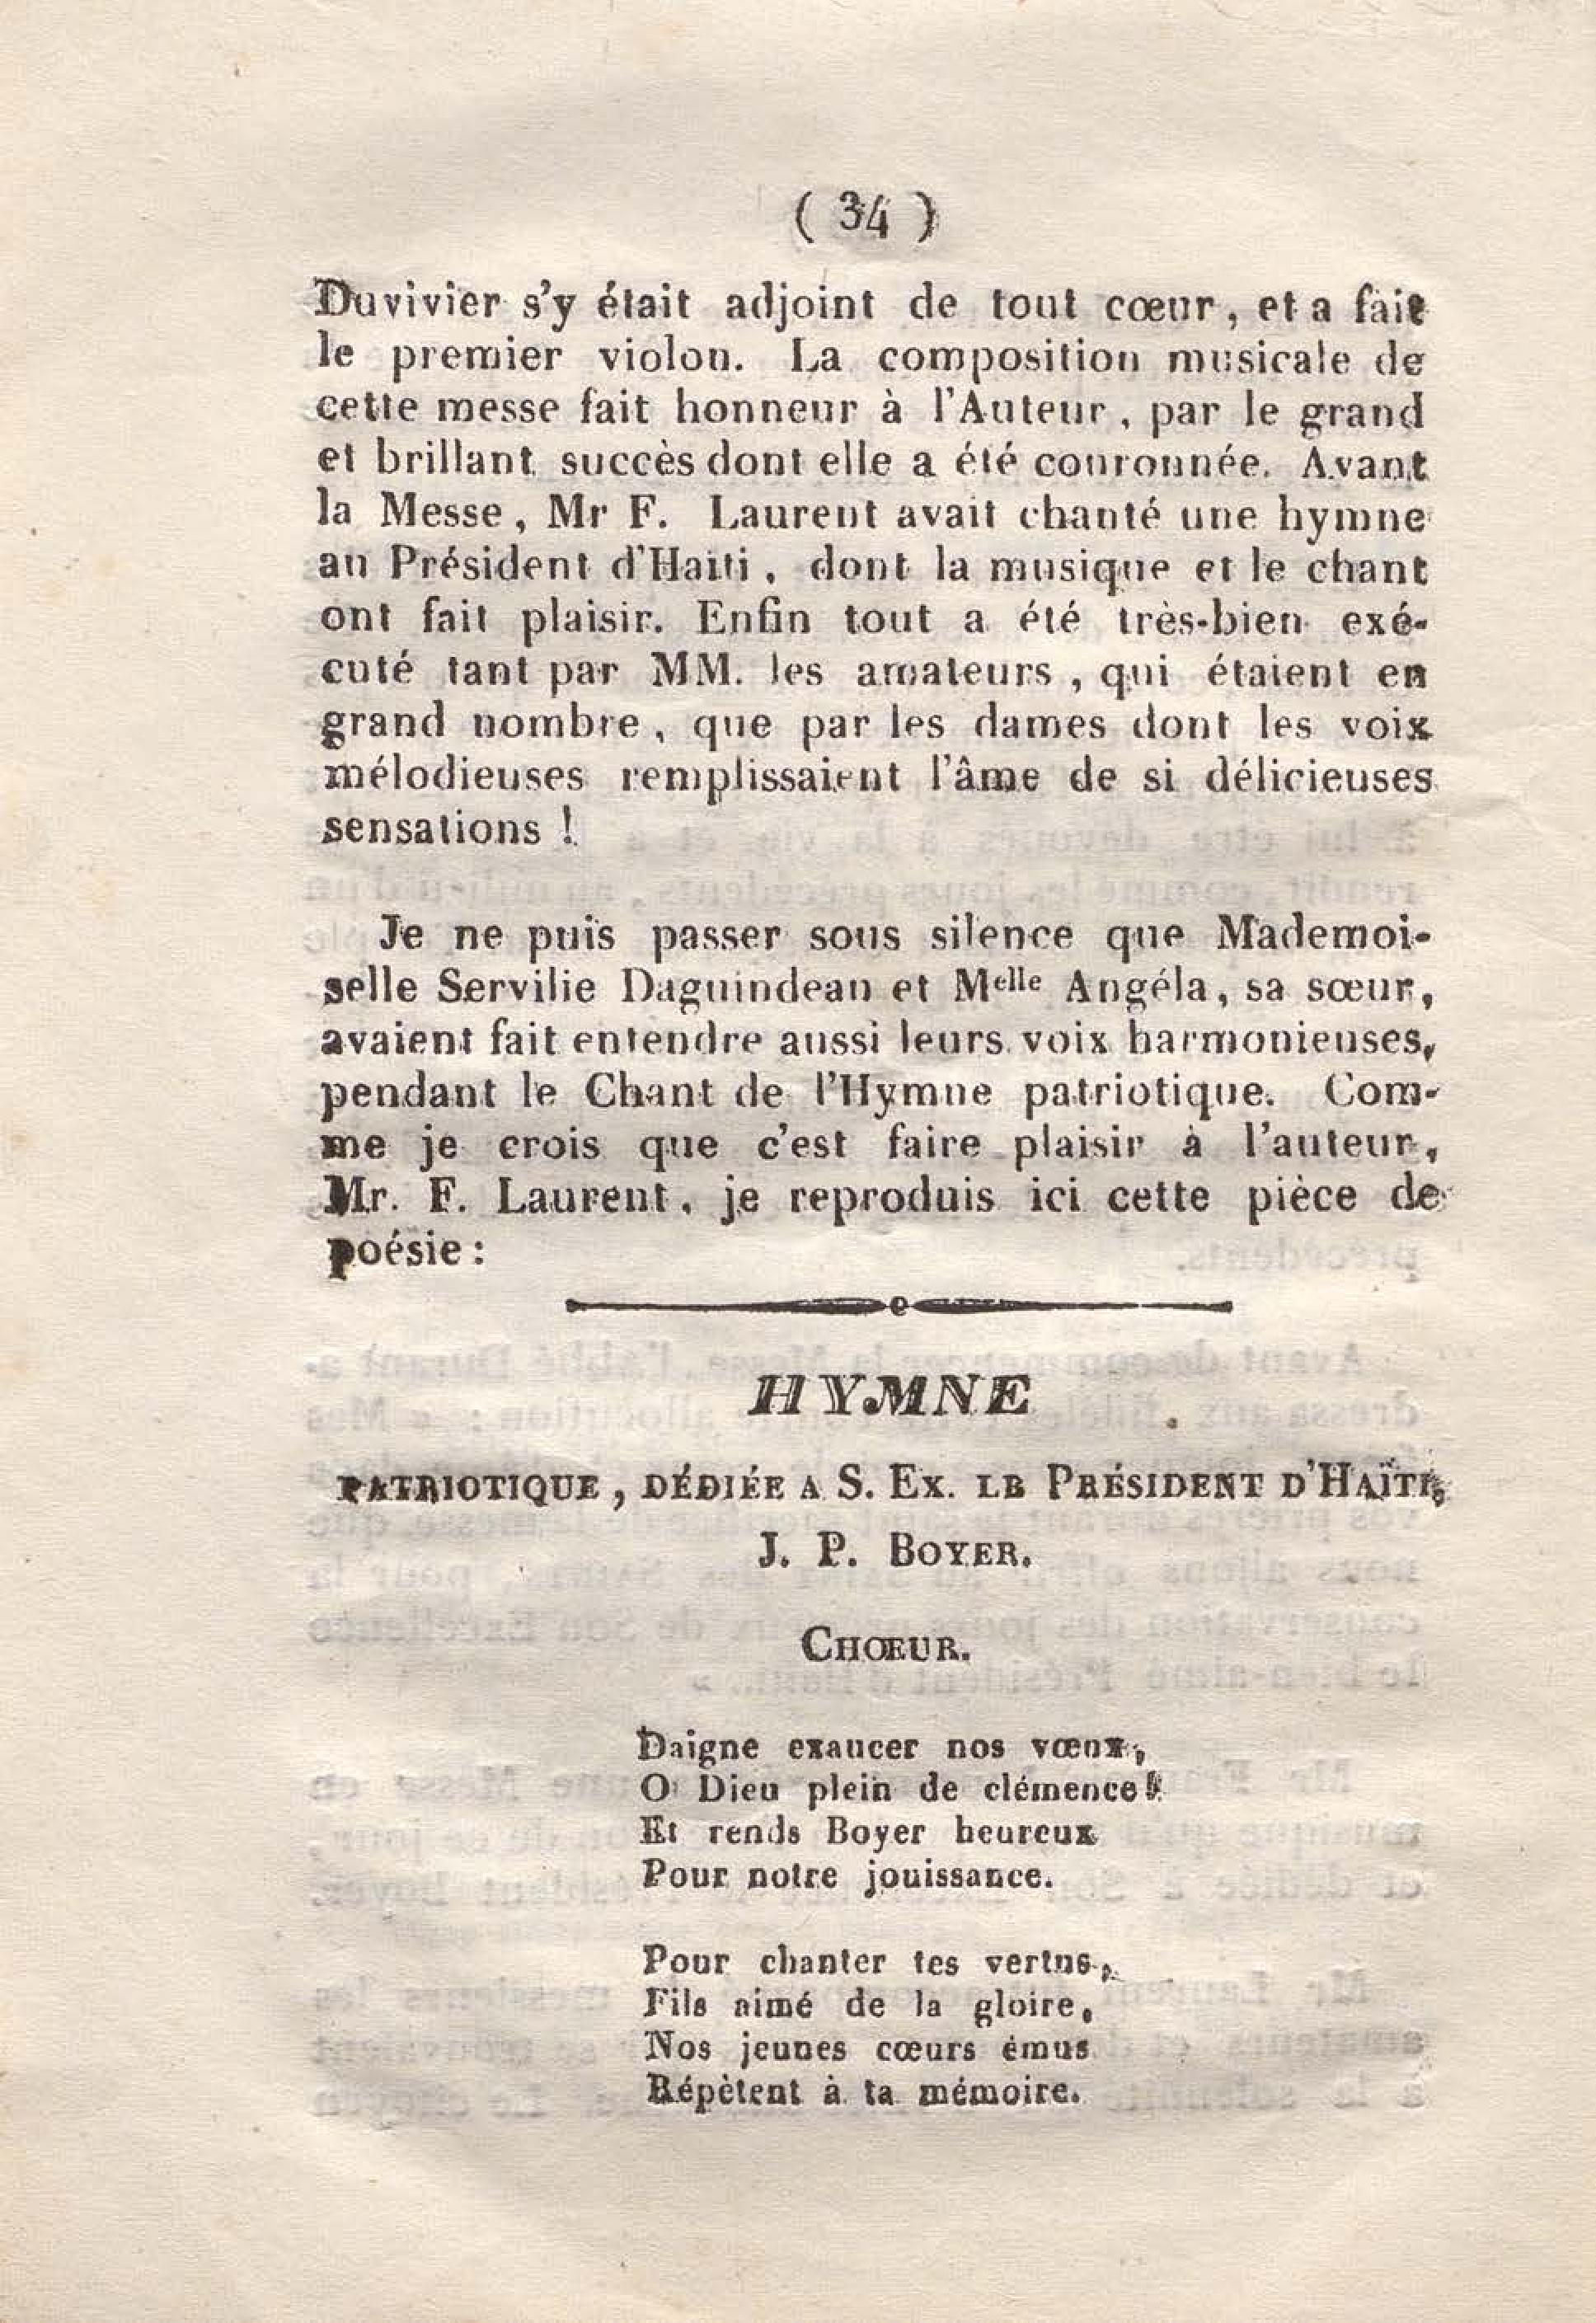 ( 34 )
Duvivier s'y était adjoint de tout cœur, et a fait
le premier violon. La composition musicale de
cette messe fait honneur à l'Auteur, par le grand
et brillant succès dont elle a été couronnée. Avant
la Messe, Mr F. Laurent avait chanté une hymne
au Président d'Haiti, dont la musique et le chant
ont fait plaisir. Enfin tout a été très-bien exé-
cuté tant par MM. les amateurs, qui étaient en
grand nombre, que par les dames dont les voix
mélodieuses remplissaient l'âme de si délicieuses
sensations !
Je ne puis passer sous silence que Mademoi-
selle Servilie Daguindeau et Melle Angéla, sa sœur,
avaient fait entendre aussi leurs voix harmonieuses,
pendant le Chant de l'Hymne patriotique. Com-
me je crois que c'est faire plaisir à l'auteur,
Mr. F. Laurent, je reproduis ici cette pièce de
poésie :
HYMNE
PATRIOTIQUE, DÉDIÉE A S. EX. LE PRÉSIDENT D'HAÏTI,
J. P. BOYER.
CHŒUR.
Daigne exaucer nos vœux,
O Dieu plein de clémence !
Et rends Boyer heureux
Pour notre jouissance.
Pour chanter tes vertus,
Fils aimé de la gloire,
Nos jeunes cœurs émus
Répètent à ta mémoire.